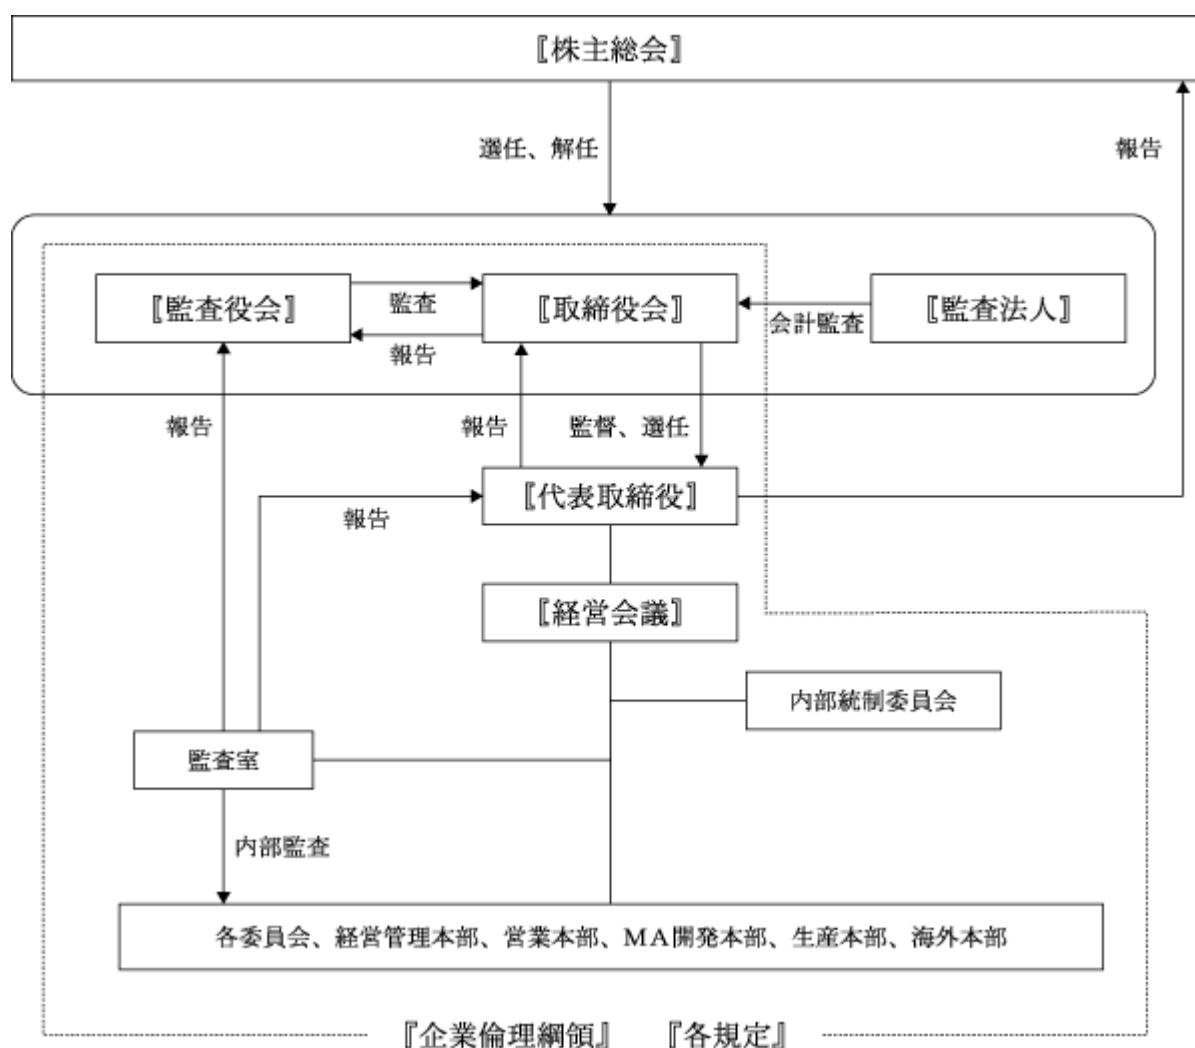 『株主総会』
選任、解任
報告
『監査役会』
監査
『取締役会』
会計監査
『監査法人』
報告
報告
報告
監督、選任
『代表取締役』
報告
『経営会議』
内部統制委員会
監査室
内部監査
各委員会、経営管理本部、営業本部、MA開発本部、生産本部、海外本部
『企業倫理綱領』 『各規定』